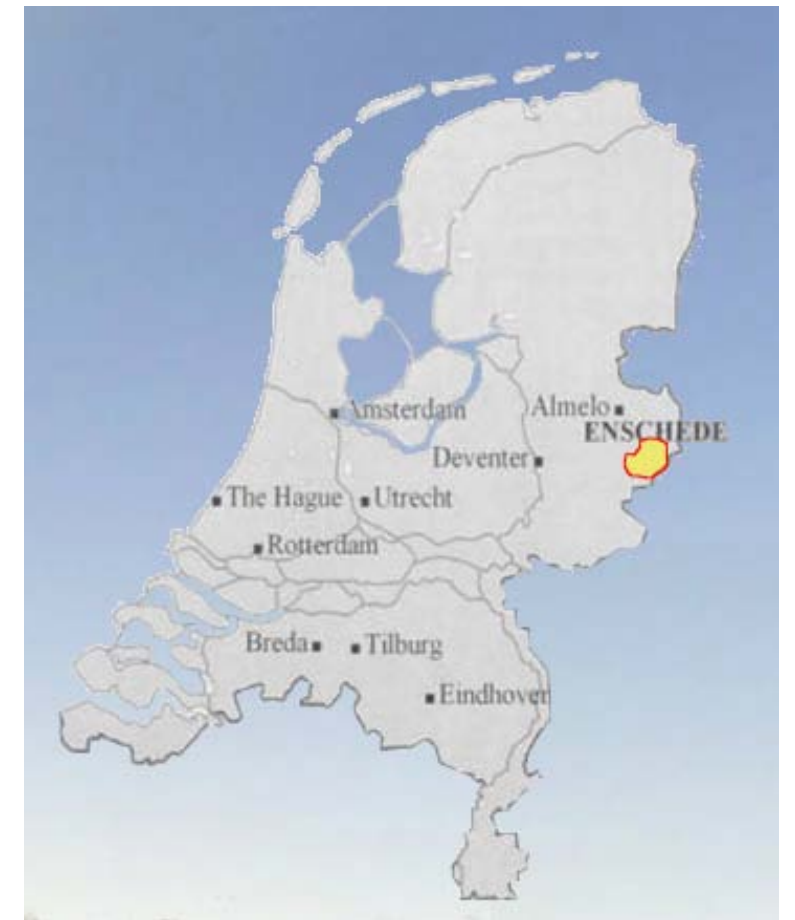 Amsterdam
Almelo
ENSCHEDE
Deventer
The Hague
Utrecht
Rotterdam
Breda
Tilburg
Eindhoven